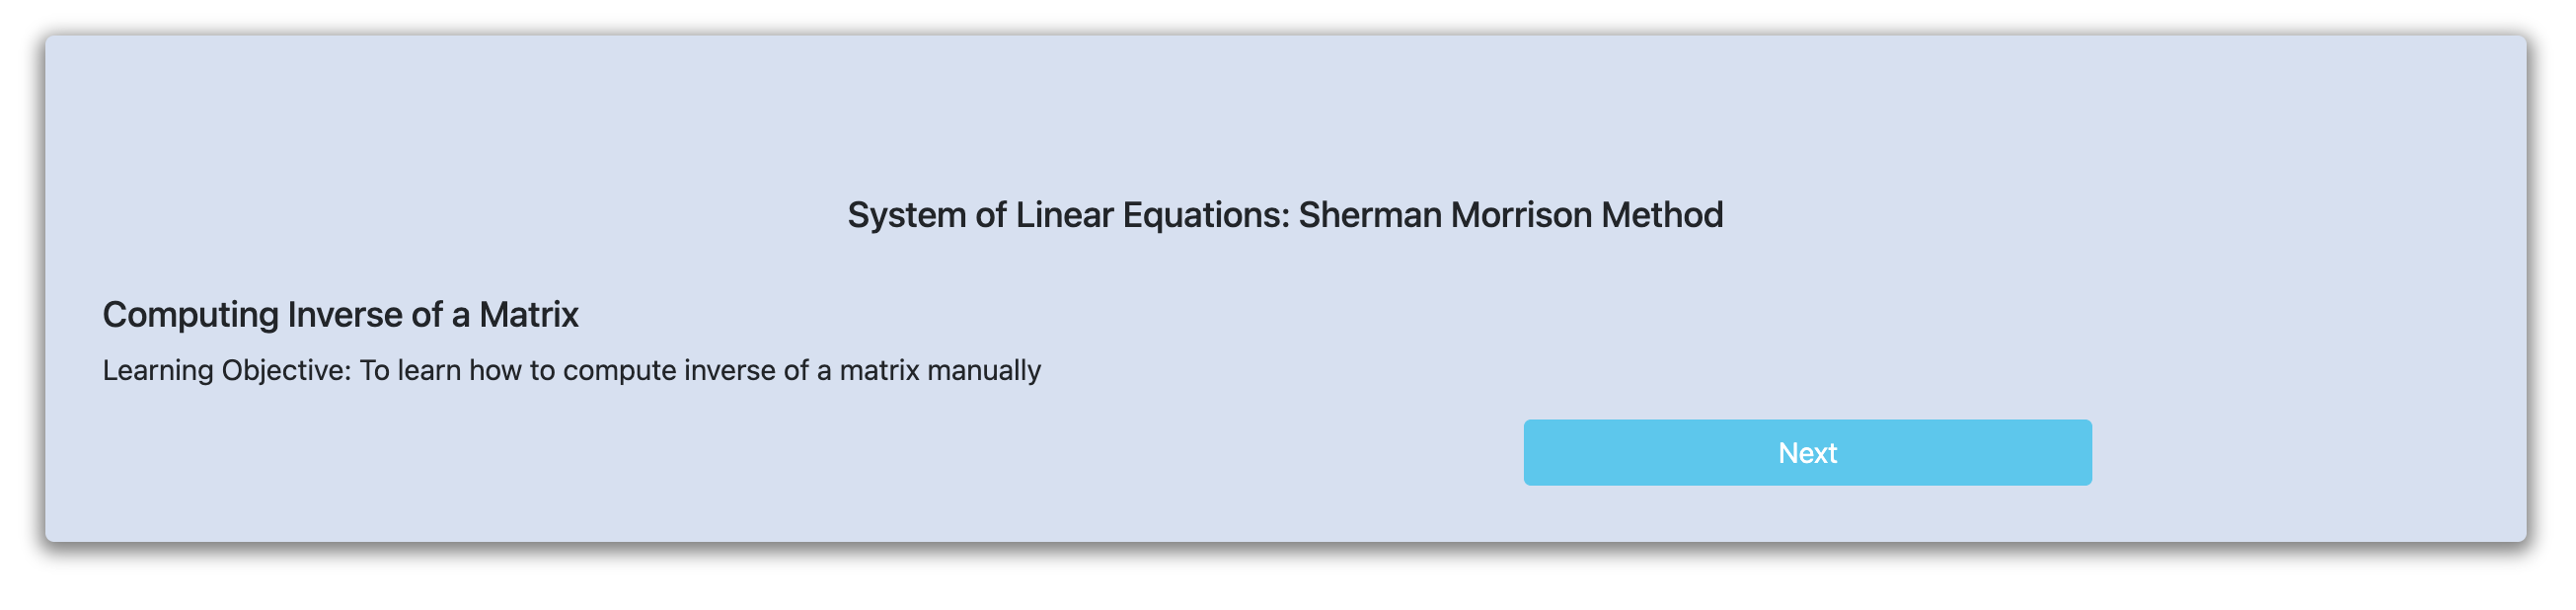 System of Linear Equations: Sherman Morrison Method
Computing Inverse of a Matrix
Learning Objective: To learn how to compute inverse of a matrix manually
Next